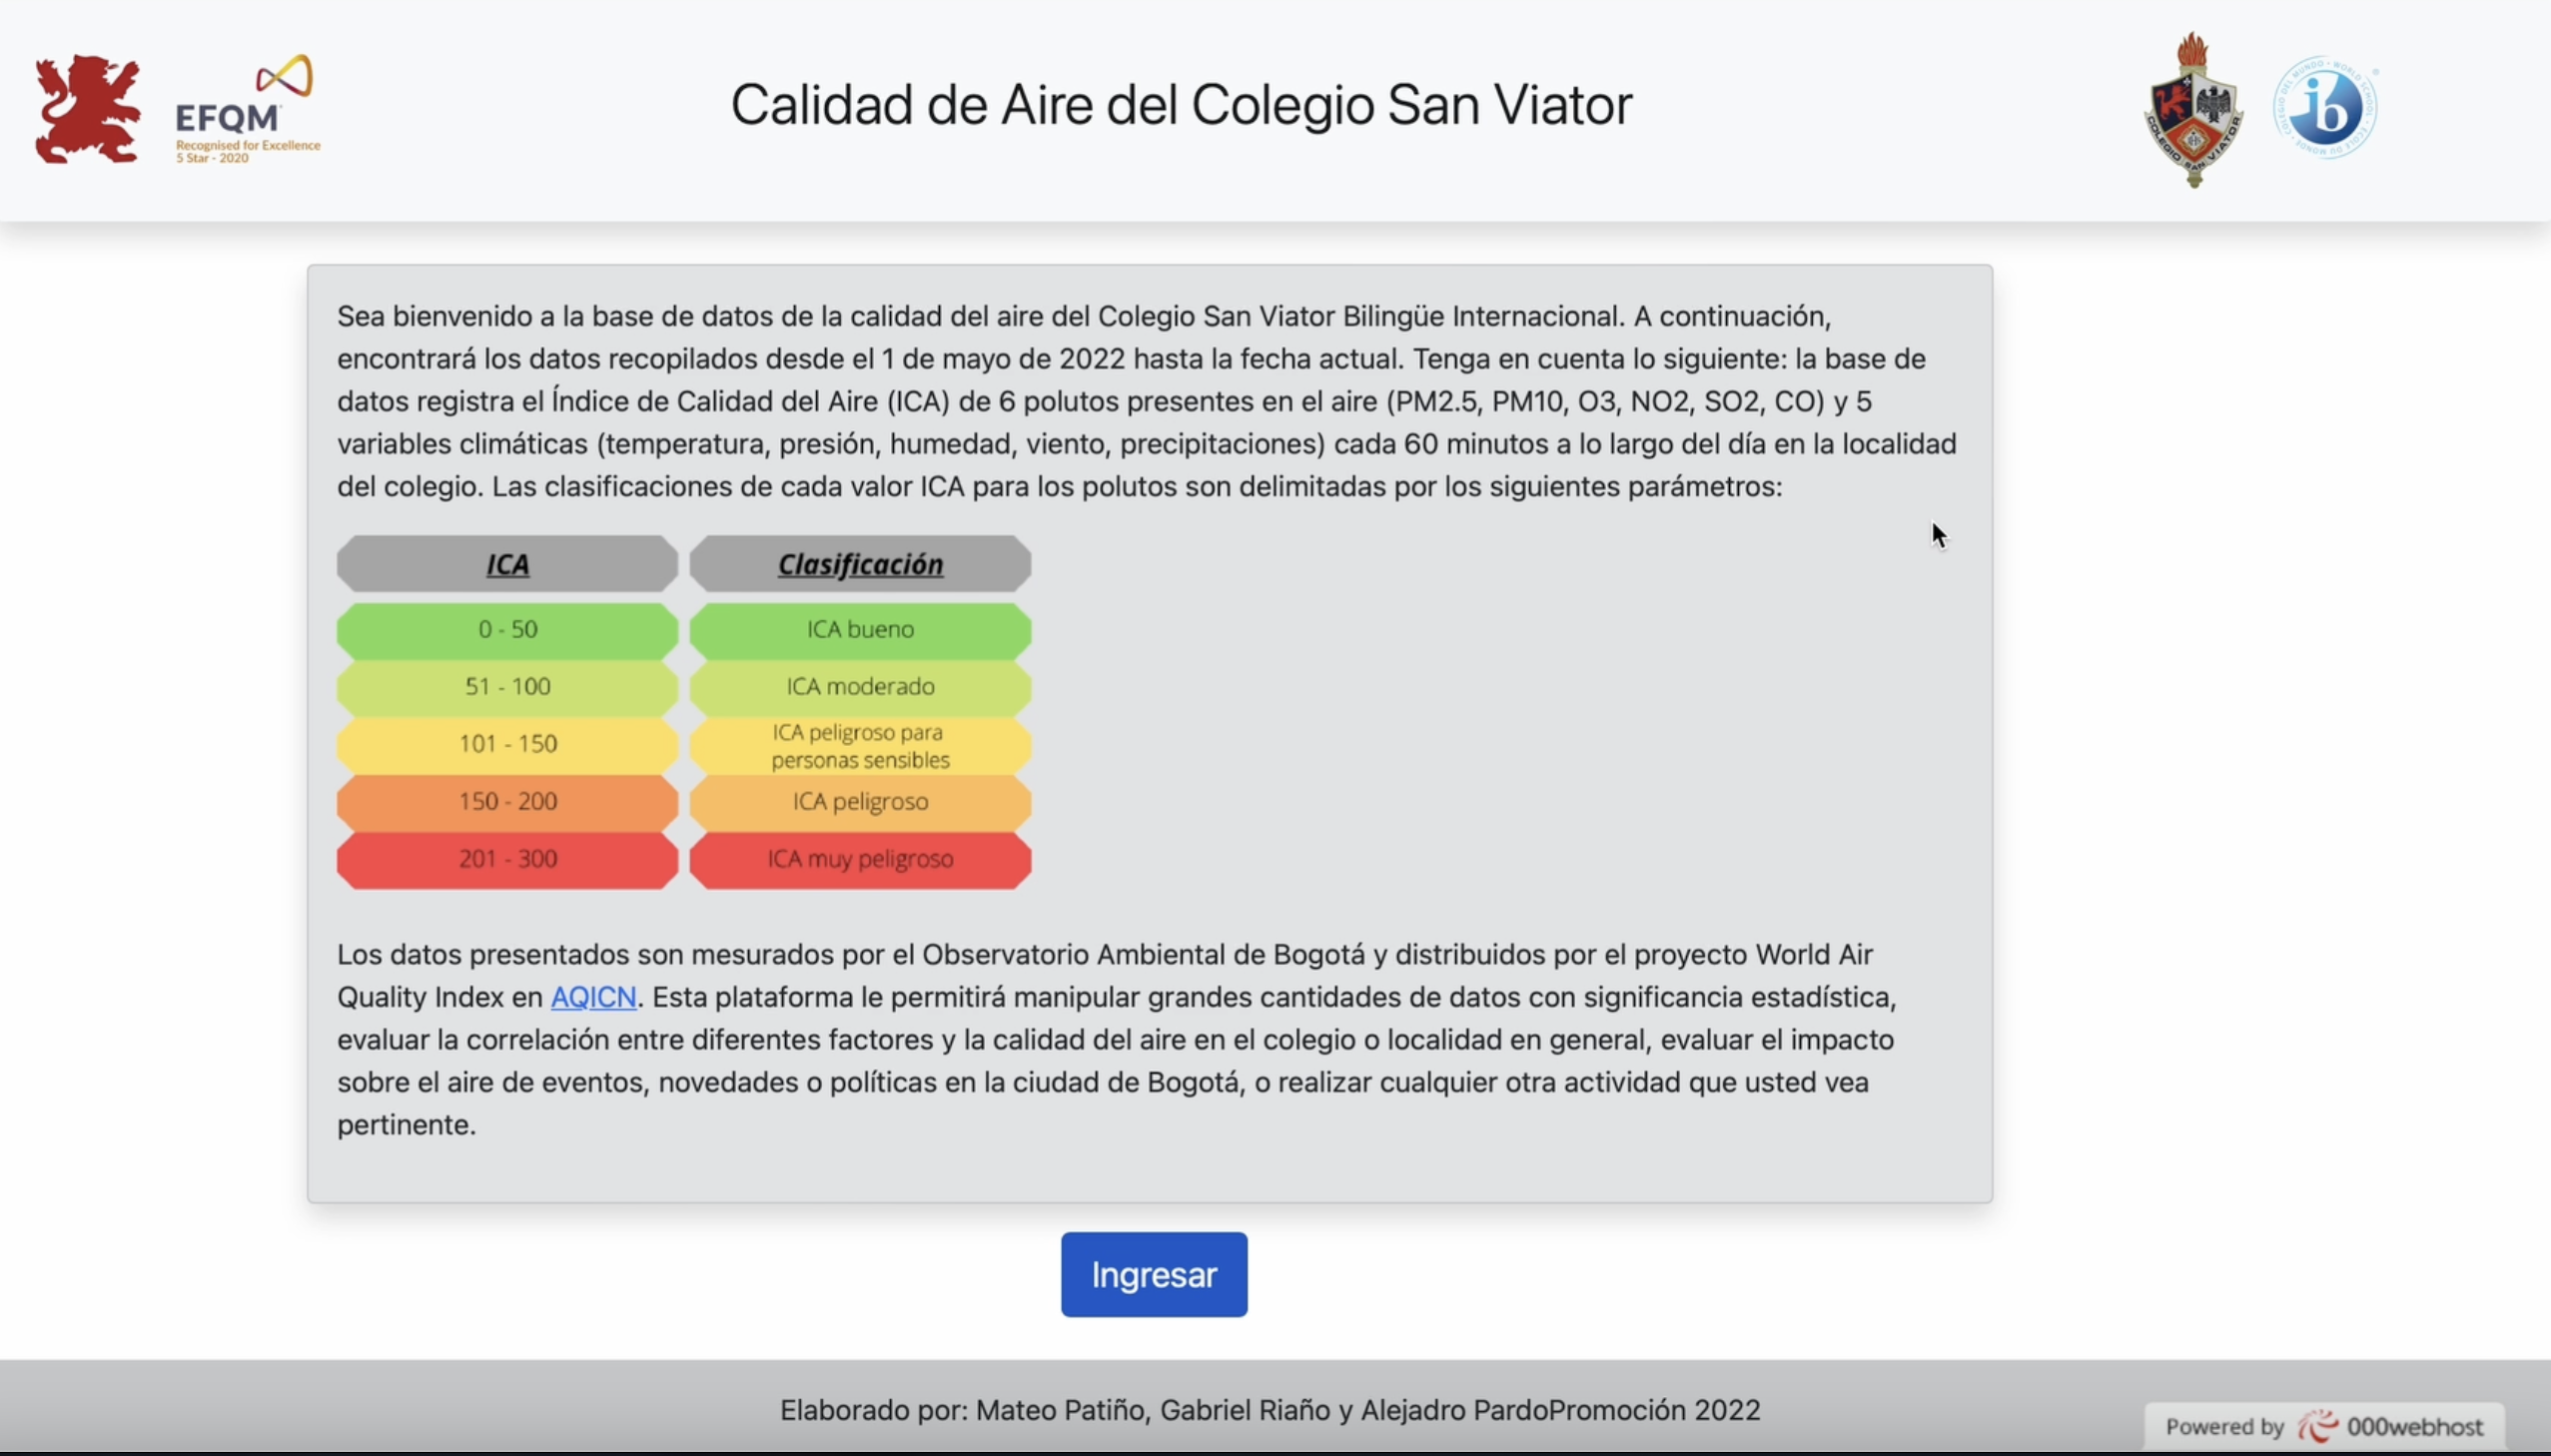 EFQM
Recognised for Excellence
5 Star - 2020
Calidad de Aire del Colegio San Viator
COLEGIO SAN VIATOR
COLEGIO DEL MUNDO · WORLD SCHOOL · ECOLE DU MONDE ·
ib
Sea bienvenido a la base de datos de la calidad del aire del Colegio San Viator Bilingüe Internacional. A continuación,
encontrará los datos recopilados desde el 1 de mayo de 2022 hasta la fecha actual. Tenga en cuenta lo siguiente: la base de
datos registra el Índice de Calidad del Aire (ICA) de 6 polutos presentes en el aire (PM2.5, PM10, O3, NO2, SO2, CO) y 5
variables climáticas (temperatura, presión, humedad, viento, precipitaciones) cada 60 minutos a lo largo del día en la localidad
del colegio. Las clasificaciones de cada valor ICA para los polutos son delimitadas por los siguientes parámetros:
ICA Clasificación
0 - 50 ICA bueno
51 - 100 ICA moderado
101 - 150 ICA peligroso para
personas sensibles
150 - 200 ICA peligroso
201 - 300 ICA muy peligroso
Los datos presentados son mesurados por el Observatorio Ambiental de Bogotá y distribuidos por el proyecto World Air
Quality Index en AQICN. Esta plataforma le permitirá manipular grandes cantidades de datos con significancia estadística,
evaluar la correlación entre diferentes factores y la calidad del aire en el colegio o localidad en general, evaluar el impacto
sobre el aire de eventos, novedades o políticas en la ciudad de Bogotá, o realizar cualquier otra actividad que usted vea
pertinente.
Ingresar
Elaborado por: Mateo Patiño, Gabriel Riaño y Alejadro PardoPromoción 2022
Powered by 000webhost